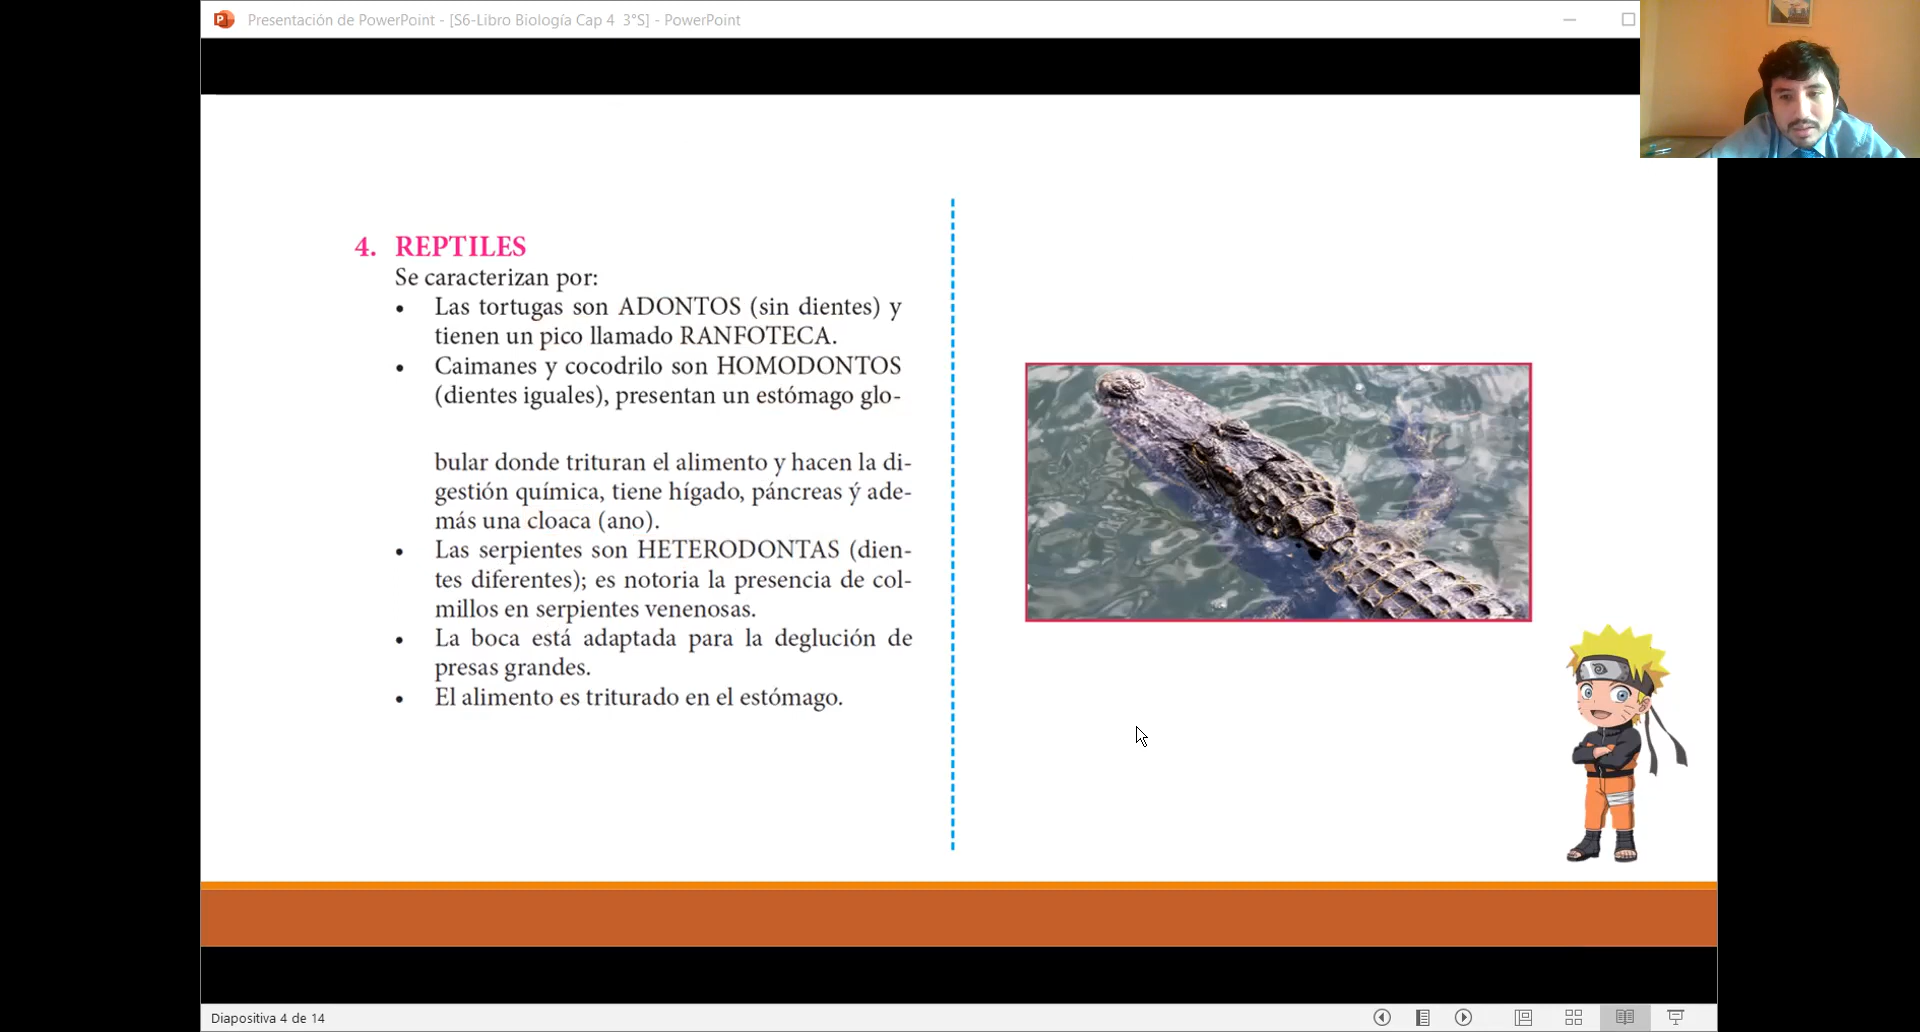 Presentación de PowerPoint - [S6-Libro Biología Cap 4 3°S] - PowerPoint
4. REPTILES
Se caracterizan por:
• Las tortugas son ADONTOS (sin dientes) y
tienen un pico llamado RANFOTECA.
• Caimanes y cocodrilo son HOMODONTOS
(dientes iguales), presentan un estómago glo-
bular donde trituran el alimento y hacen la di-
gestión química, tiene hígado, páncreas ý ade-
más una cloaca (ano).
• Las serpientes son HETERODONTAS (dien-
tes diferentes); es notoria la presencia de col-
millos en serpientes venenosas.
• La boca está adaptada para la deglución de
presas grandes.
• El alimento es triturado en el estómago.
Diapositiva 4 de 14